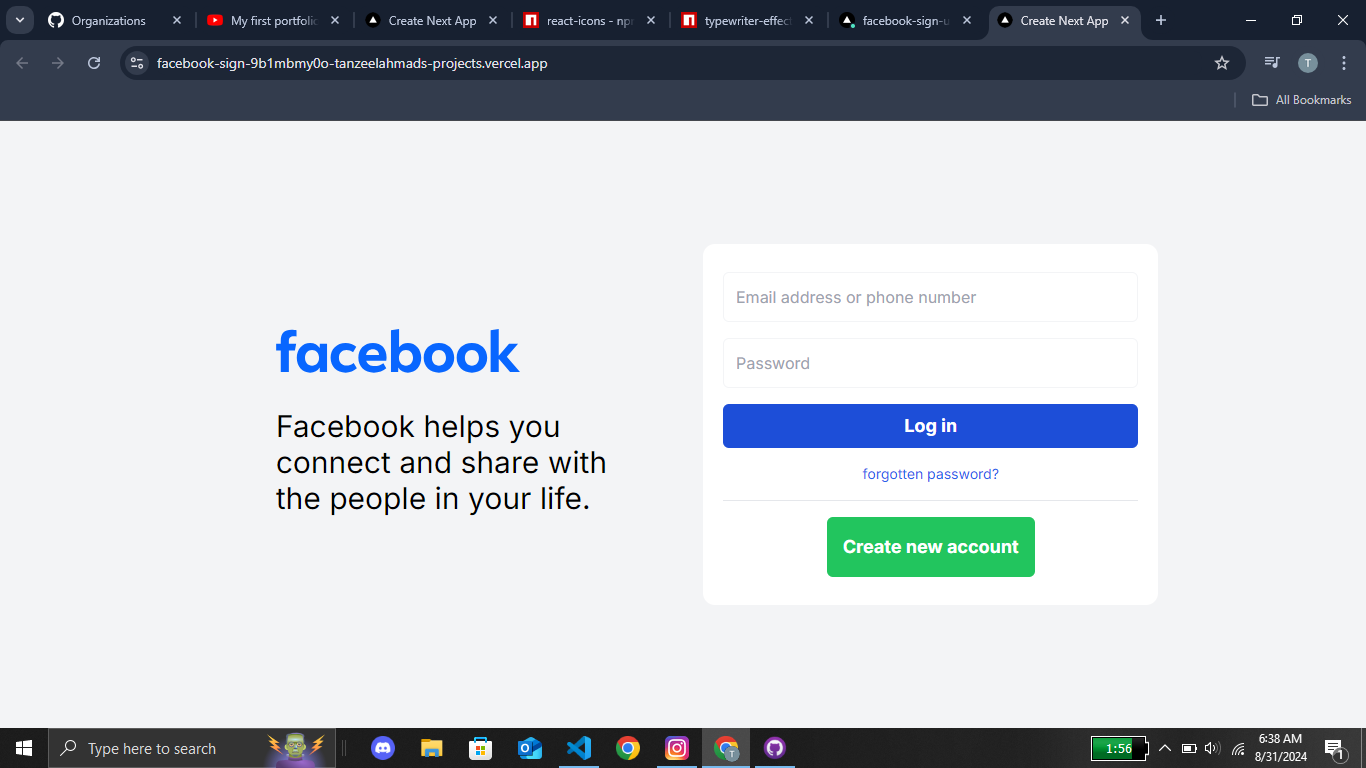 Organizations
My first portfolio
Create Next App
react-icons - npm
typewriter-effect
facebook-sign-u
Create Next App
facebook-sign-9b1mbmy0o-tanzeelahmads-projects.vercel.app
T
All Bookmarks
facebook
Facebook helps you
connect and share with
the people in your life.
Email address or phone number
Password
Log in
forgotten password?
Create new account
Type here to search
T
1:56
6:38 AM
8/31/2024
1